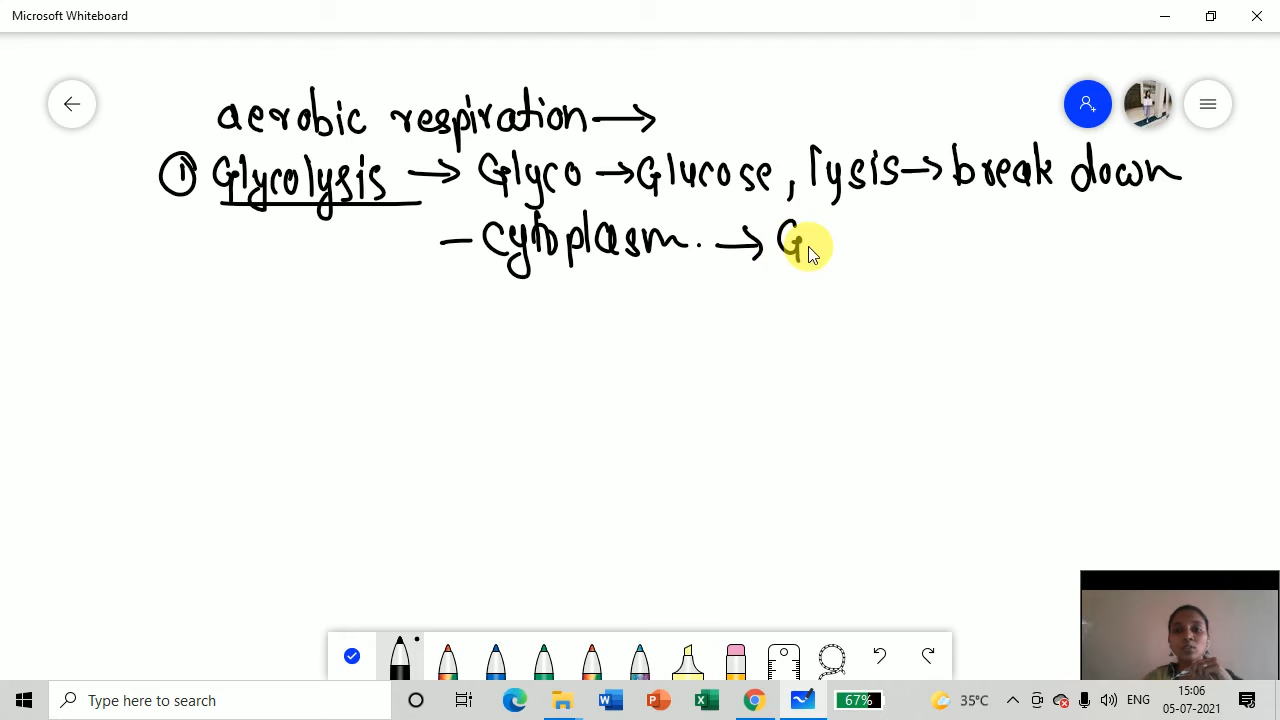 Microsoft Whiteboard
aerobic respiration →
① Glycolysis → Glyco → Glucose, lysis → break down
- cytoplasm. → G
Type here to search
67%
35°C
ENG
15:06
05-07-2021